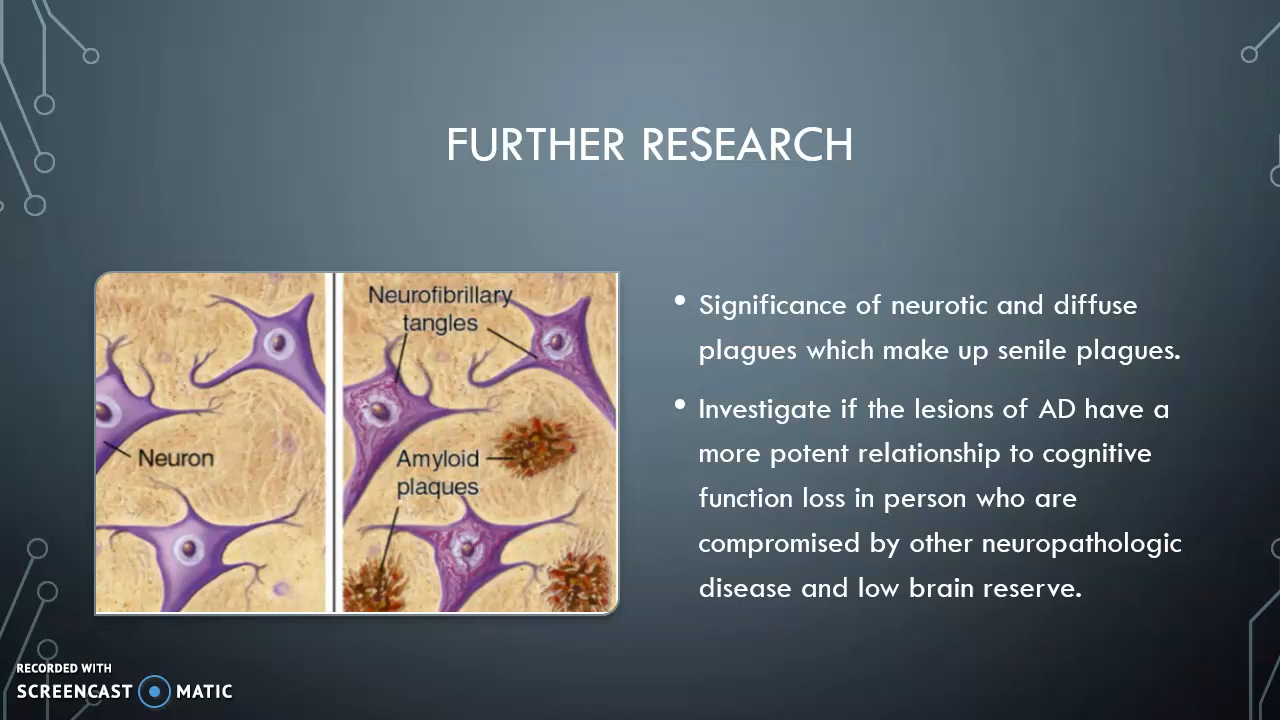 FURTHER RESEARCH
Neurofibrillary
tangles
Neuron
Amyloid
plaques
• Significance of neurotic and diffuse
plagues which make up senile plagues.
• Investigate if the lesions of AD have a
more potent relationship to cognitive
function loss in person who are
compromised by other neuropathologic
disease and low brain reserve.
RECORDED WITH
SCREENCAST MATIC